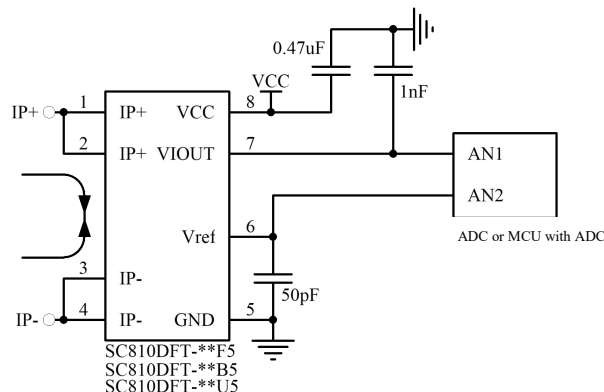 0.47uF
VCC
1nF
IP+ 1 IP+ VCC 8
2 IP+ VIOUT 7 AN1
AN2
Vref 6
ADC or MCU with ADC
3 IP-
50pF
IP- 4 IP- GND 5
SC810DFT-**F5
SC810DFT-**B5
SC810DFT-**U5